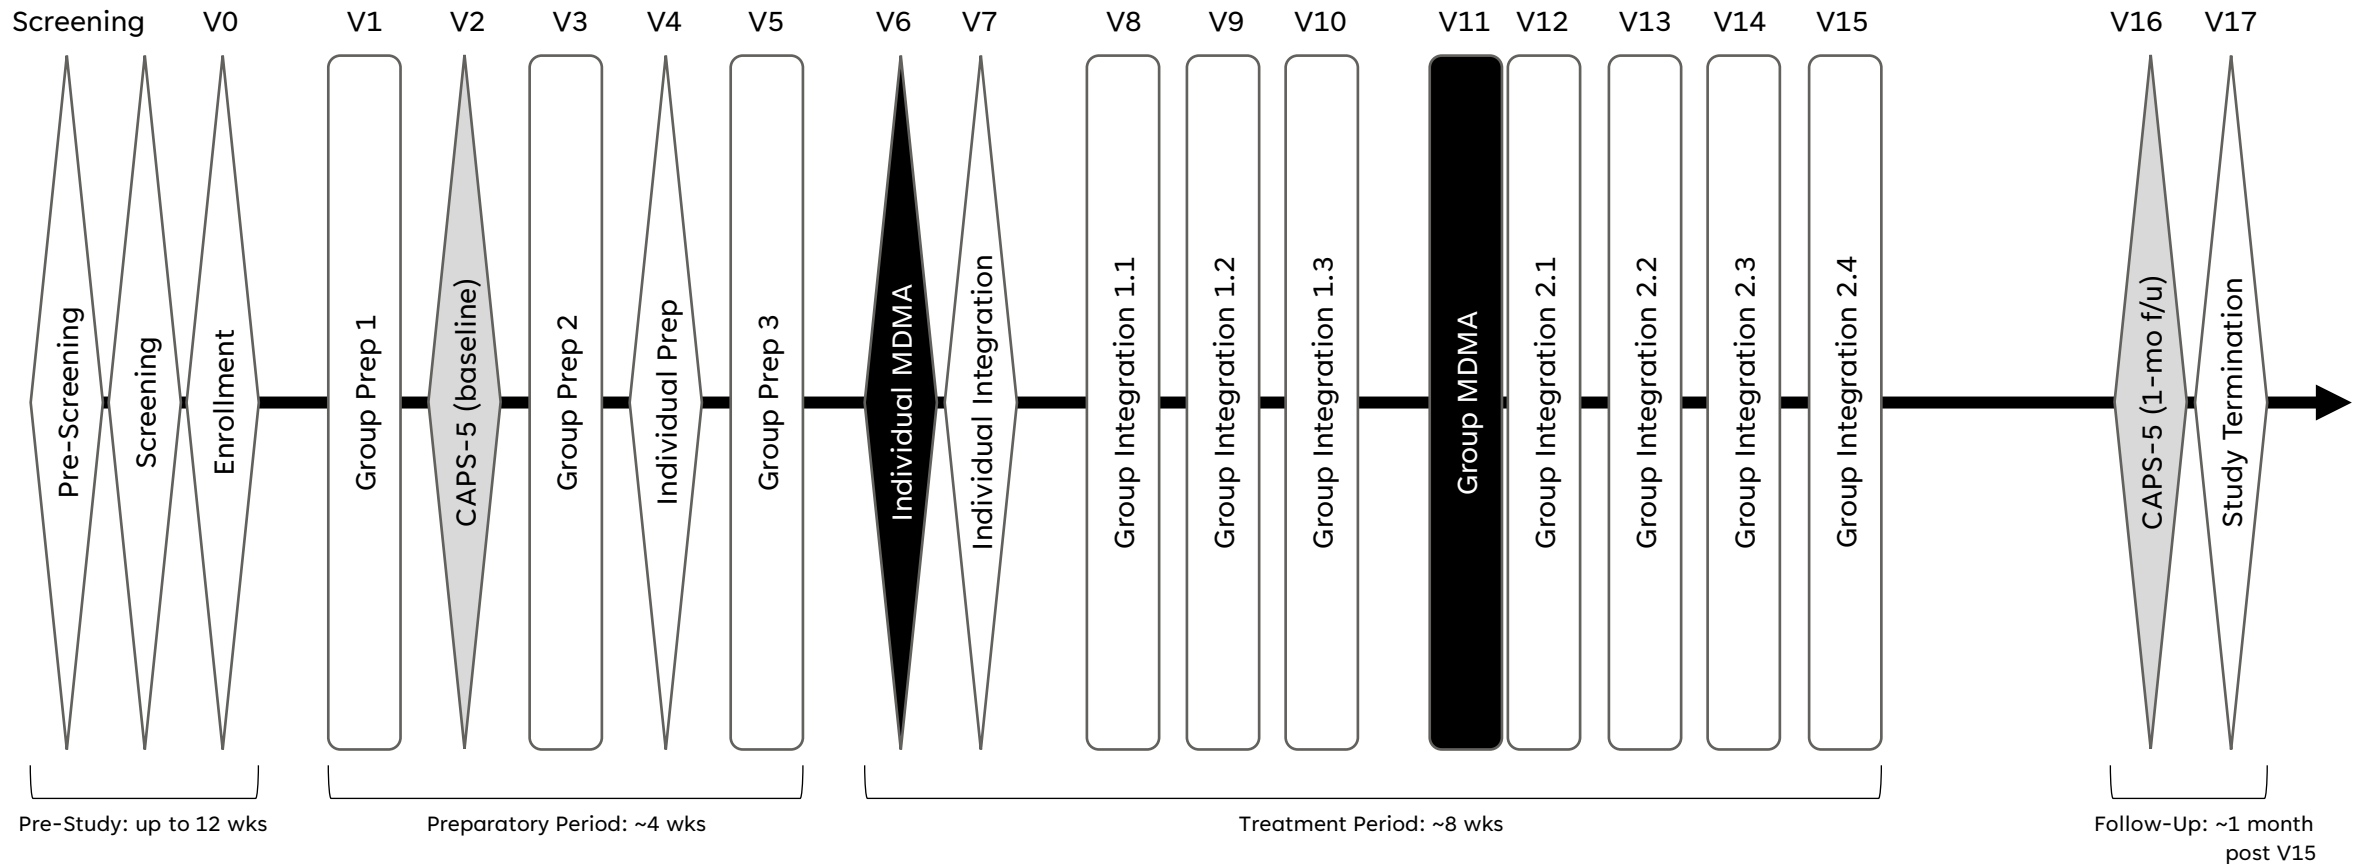 Screening
V0
V1
V2
V3
V4
V5
V6
V7
V8
V9
V10
V11
V12
V13
V14
V15
V16
V17
Pre-Screening
Screening
Enrollment
Group Prep 1
CAPS-5 (baseline)
Group Prep 2
Individual Prep
Group Prep 3
Individual MDMA
Individual Integration
Group Integration 1.1
Group Integration 1.2
Group Integration 1.3
Group MDMA
Group Integration 2.1
Group Integration 2.2
Group Integration 2.3
Group Integration 2.4
CAPS-5 (1-mo f/u)
Study Termination
Pre-Study: up to 12 wks
Preparatory Period: ~4 wks
Treatment Period: ~8 wks
Follow-Up: ~1 month
post V15